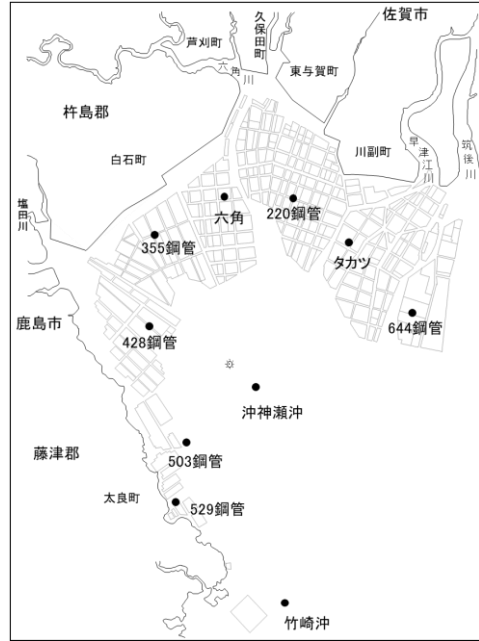 佐賀市
久保田町
芦刈町
六角川
東与賀町
杵島郡
川副町
早津江川
筑後川
白石町
塩田川
六角
220鋼管
355鋼管
タカツ
鹿島市
428鋼管
644鋼管
沖神瀬沖
藤津郡
503鋼管
太良町
529鋼管
竹崎沖